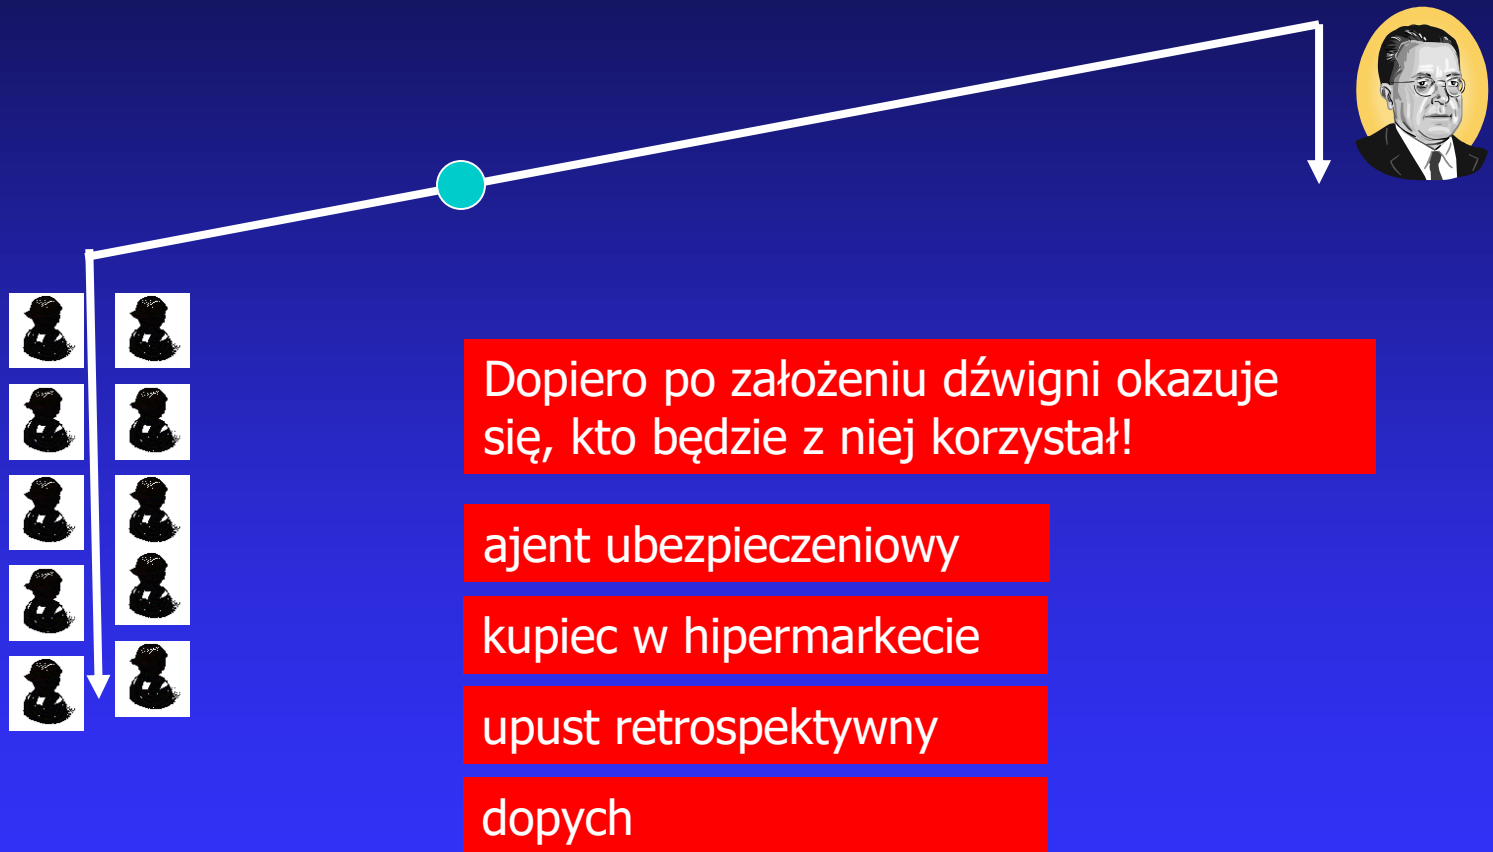 Dopiero po założeniu dźwigni okazuje
się, kto będzie z niej korzystał!
ajent ubezpieczeniowy
kupiec w hipermarkecie
upust retrospektywny
dopych